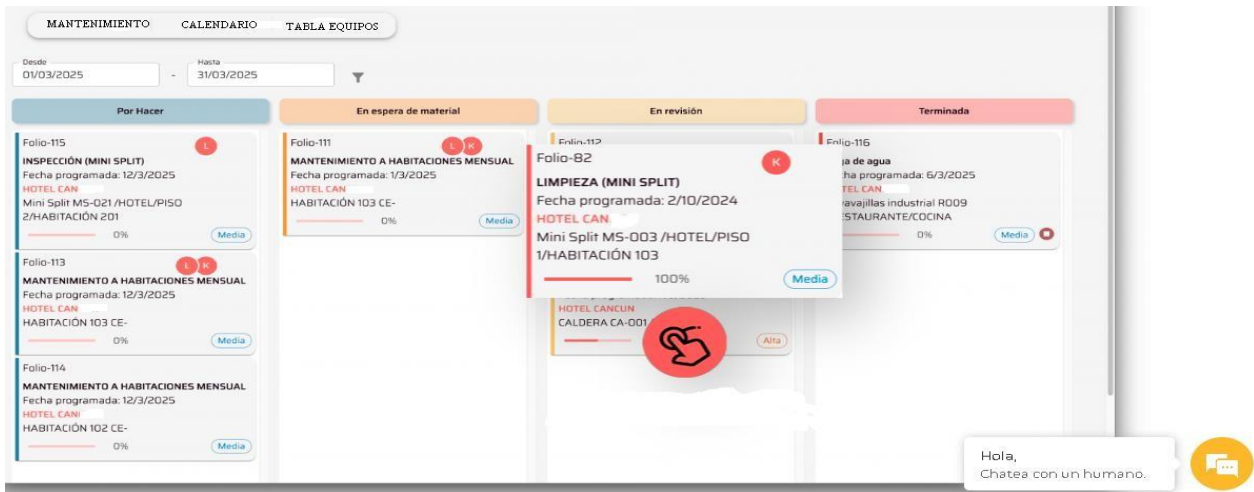 MANTENIMIENTO CALENDARIO TABLA EQUIPOS
Desde
01/03/2025
-
Hasta
31/03/2025
Por Hacer
Folio-115
L
INSPECCIÓN (MINI SPLIT)
Fecha programada: 12/3/2025
HOTEL CAN
Mini Split MS-021 /HOTEL/PISO
2/HABITACIÓN 201
0%
Media
Folio-113
L K
MANTENIMIENTO A HABITACIONES MENSUAL
Fecha programada: 12/3/2025
HOTEL CAN
HABITACIÓN 103 CE-
0%
Media
Folio-114
MANTENIMIENTO A HABITACIONES MENSUAL
Fecha programada: 12/3/2025
HOTEL CAN
HABITACIÓN 102 CE-
0%
Media
En espera de material
Folio-111
L K
MANTENIMIENTO A HABITACIONES MENSUAL
Fecha programada: 1/3/2025
HOTEL CAN
HABITACIÓN 103 CE-
0%
Media
En revisión
Folio-112
Folio-82
K
LIMPIEZA (MINI SPLIT)
Fecha programada: 2/10/2024
HOTEL CAN
Mini Split MS-003 /HOTEL/PISO
1/HABITACIÓN 103
100%
Media
HOTEL CANCUN
CALDERA CA-001
Alta
Terminada
Folio-116
ga de agua
ha programada: 6/3/2025
TEL CAN
avajillas industrial R009
ESTAURANTE/COCINA
0%
Media
Hola,
Chatea con un humano.